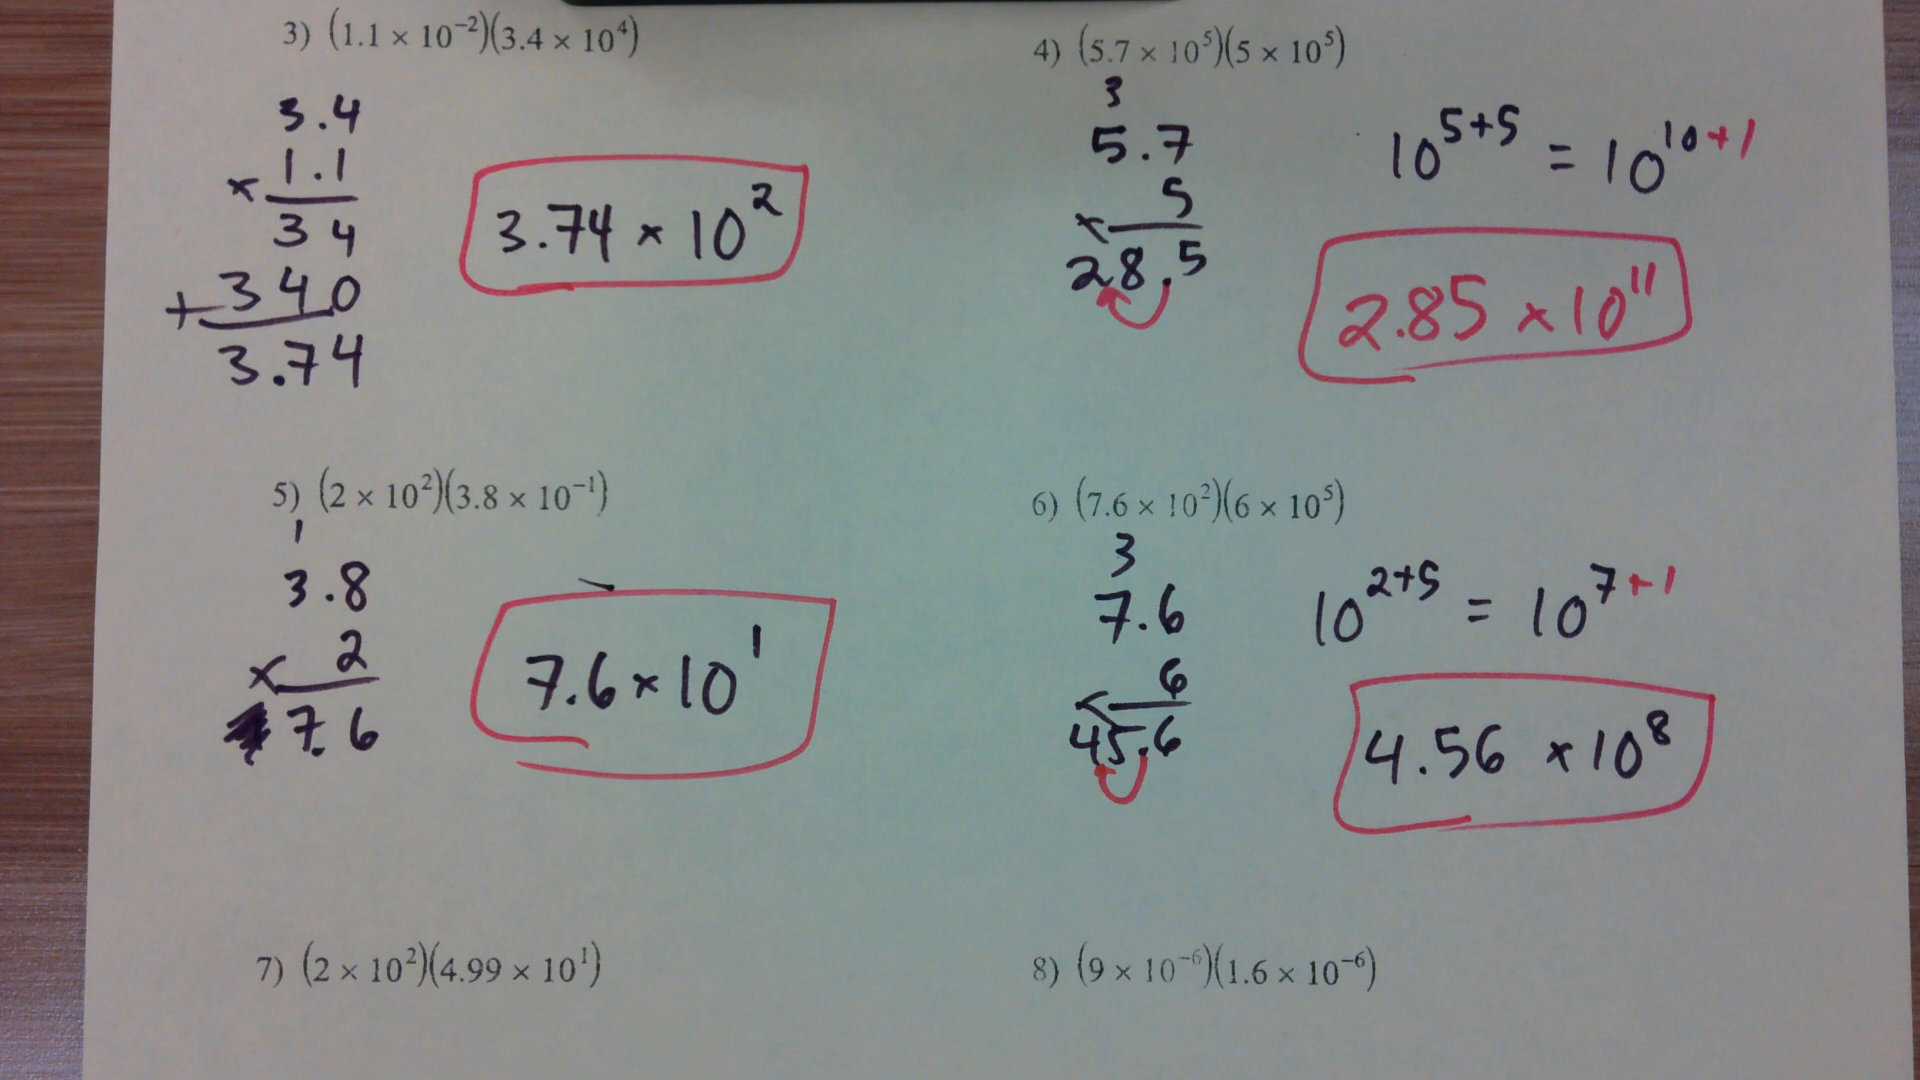 3) (1.1 × 10⁻²)(3.4 × 10⁴)
3.4
× 1.1
34
+ 340
3.74
3.74 × 10²
4) (5.7 × 10⁵)(5 × 10⁵)
3
5.7
× 5
28.5
10⁵⁺⁵ = 10¹⁰⁺¹
2.85 × 10¹¹
5) (2 × 10²)(3.8 × 10⁻¹)
1
3.8
× 2
7.6
7.6 × 10¹
6) (7.6 × 10²)(6 × 10⁵)
3
7.6
× 6
45.6
10²⁺⁵ = 10⁷⁺¹
4.56 × 10⁸
7) (2 × 10²)(4.99 × 10¹)
8) (9 × 10⁻⁶)(1.6 × 10⁻⁶)